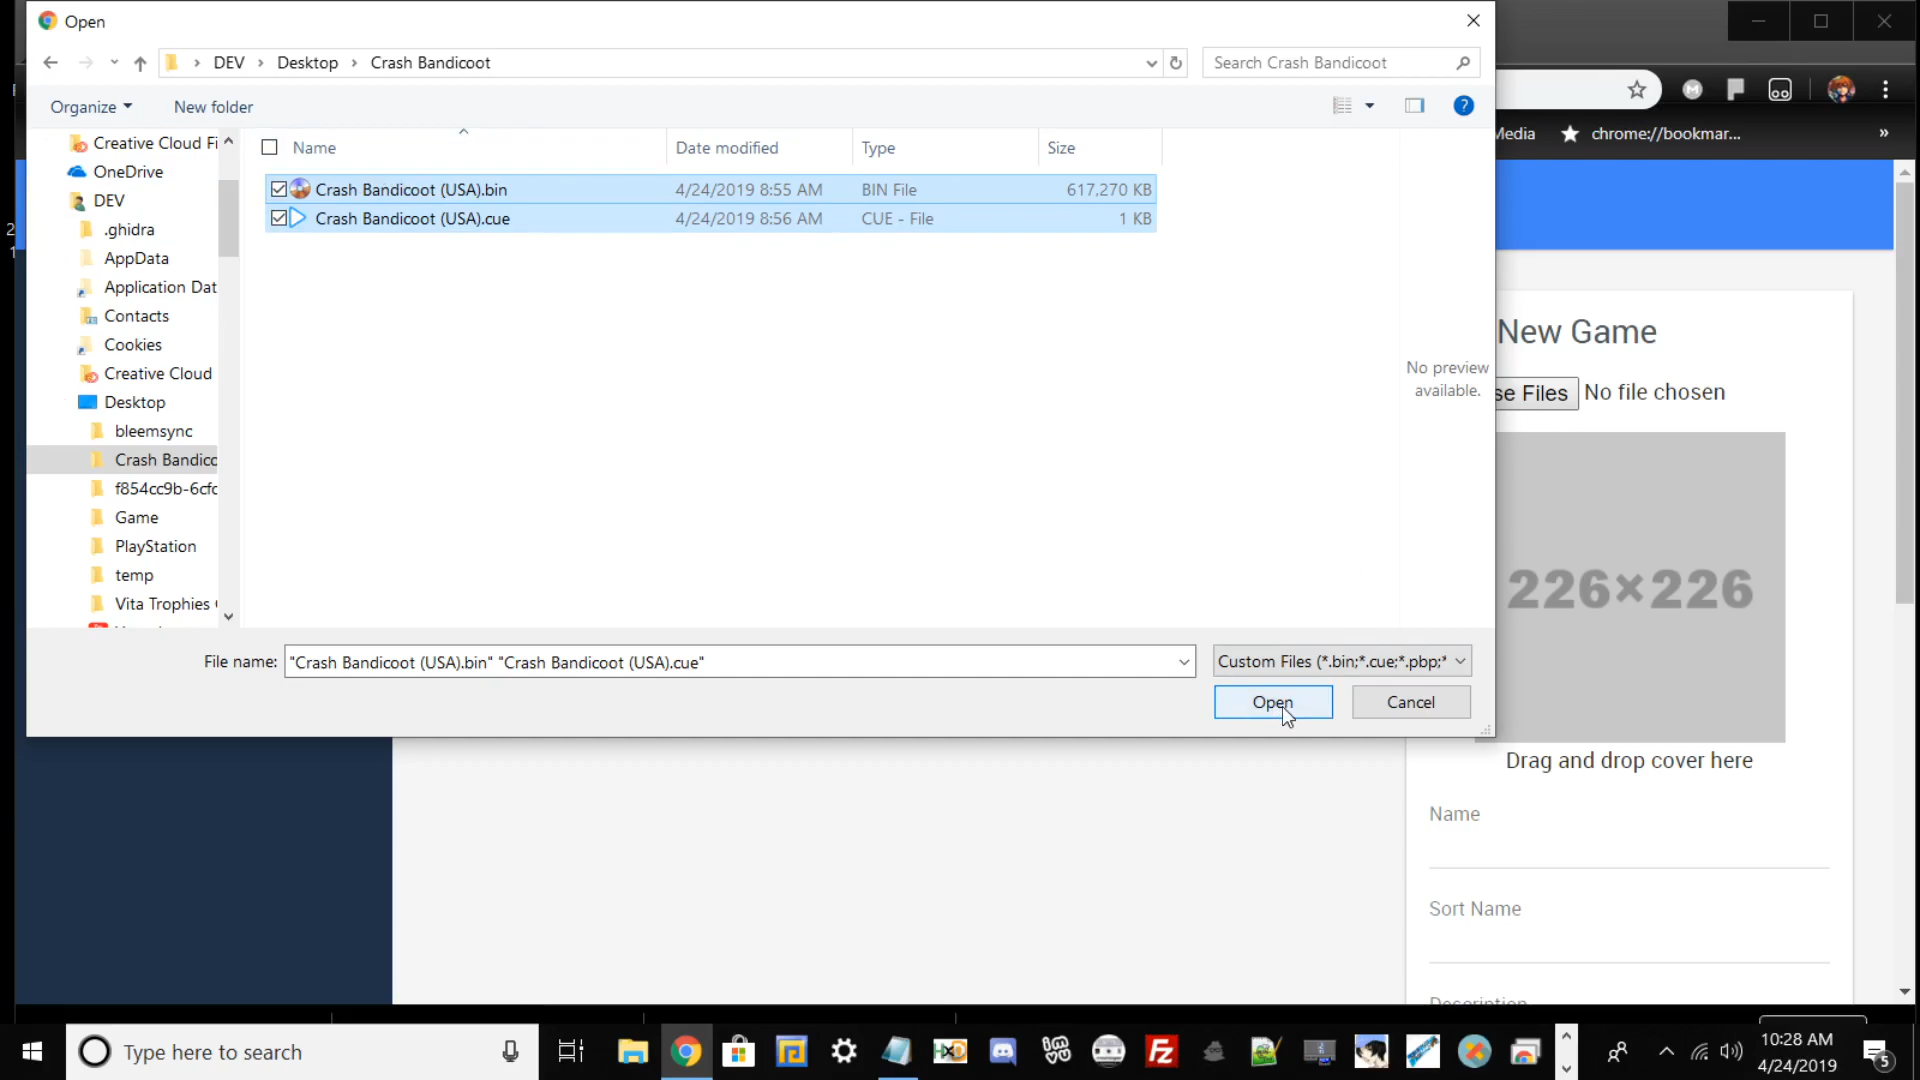 Open
DEV > Desktop > Crash Bandicoot
Search Crash Bandicoot
Organize
New folder
Media
chrome://bookmar...
»
Creative Cloud Fi
OneDrive
DEV
.ghidra
AppData
Application Dat
Contacts
Cookies
Creative Cloud
Desktop
bleemsync
Crash Bandico
f854cc9b-6cfc
Game
PlayStation
temp
Vita Trophies
Name Date modified Type Size
Crash Bandicoot (USA).bin 4/24/2019 8:55 AM BIN File 617,270 KB
Crash Bandicoot (USA).cue 4/24/2019 8:56 AM CUE - File 1 KB
No preview
available.
File name: "Crash Bandicoot (USA).bin" "Crash Bandicoot (USA).cue"
Custom Files (*.bin;*.cue;*.pbp;*
Open
Cancel
New Game
se Files No file chosen
226×226
Drag and drop cover here
Name
Sort Name
Description
Type here to search
10:28 AM
4/24/2019
5